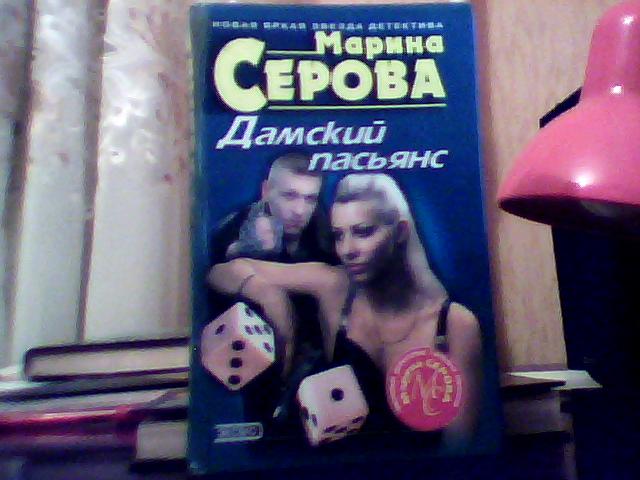 НОВАЯ ЯРКАЯ ЗВЕЗДА ДЕТЕКТИВА
Марина
СЕРОВА
Дамский
пасьянс